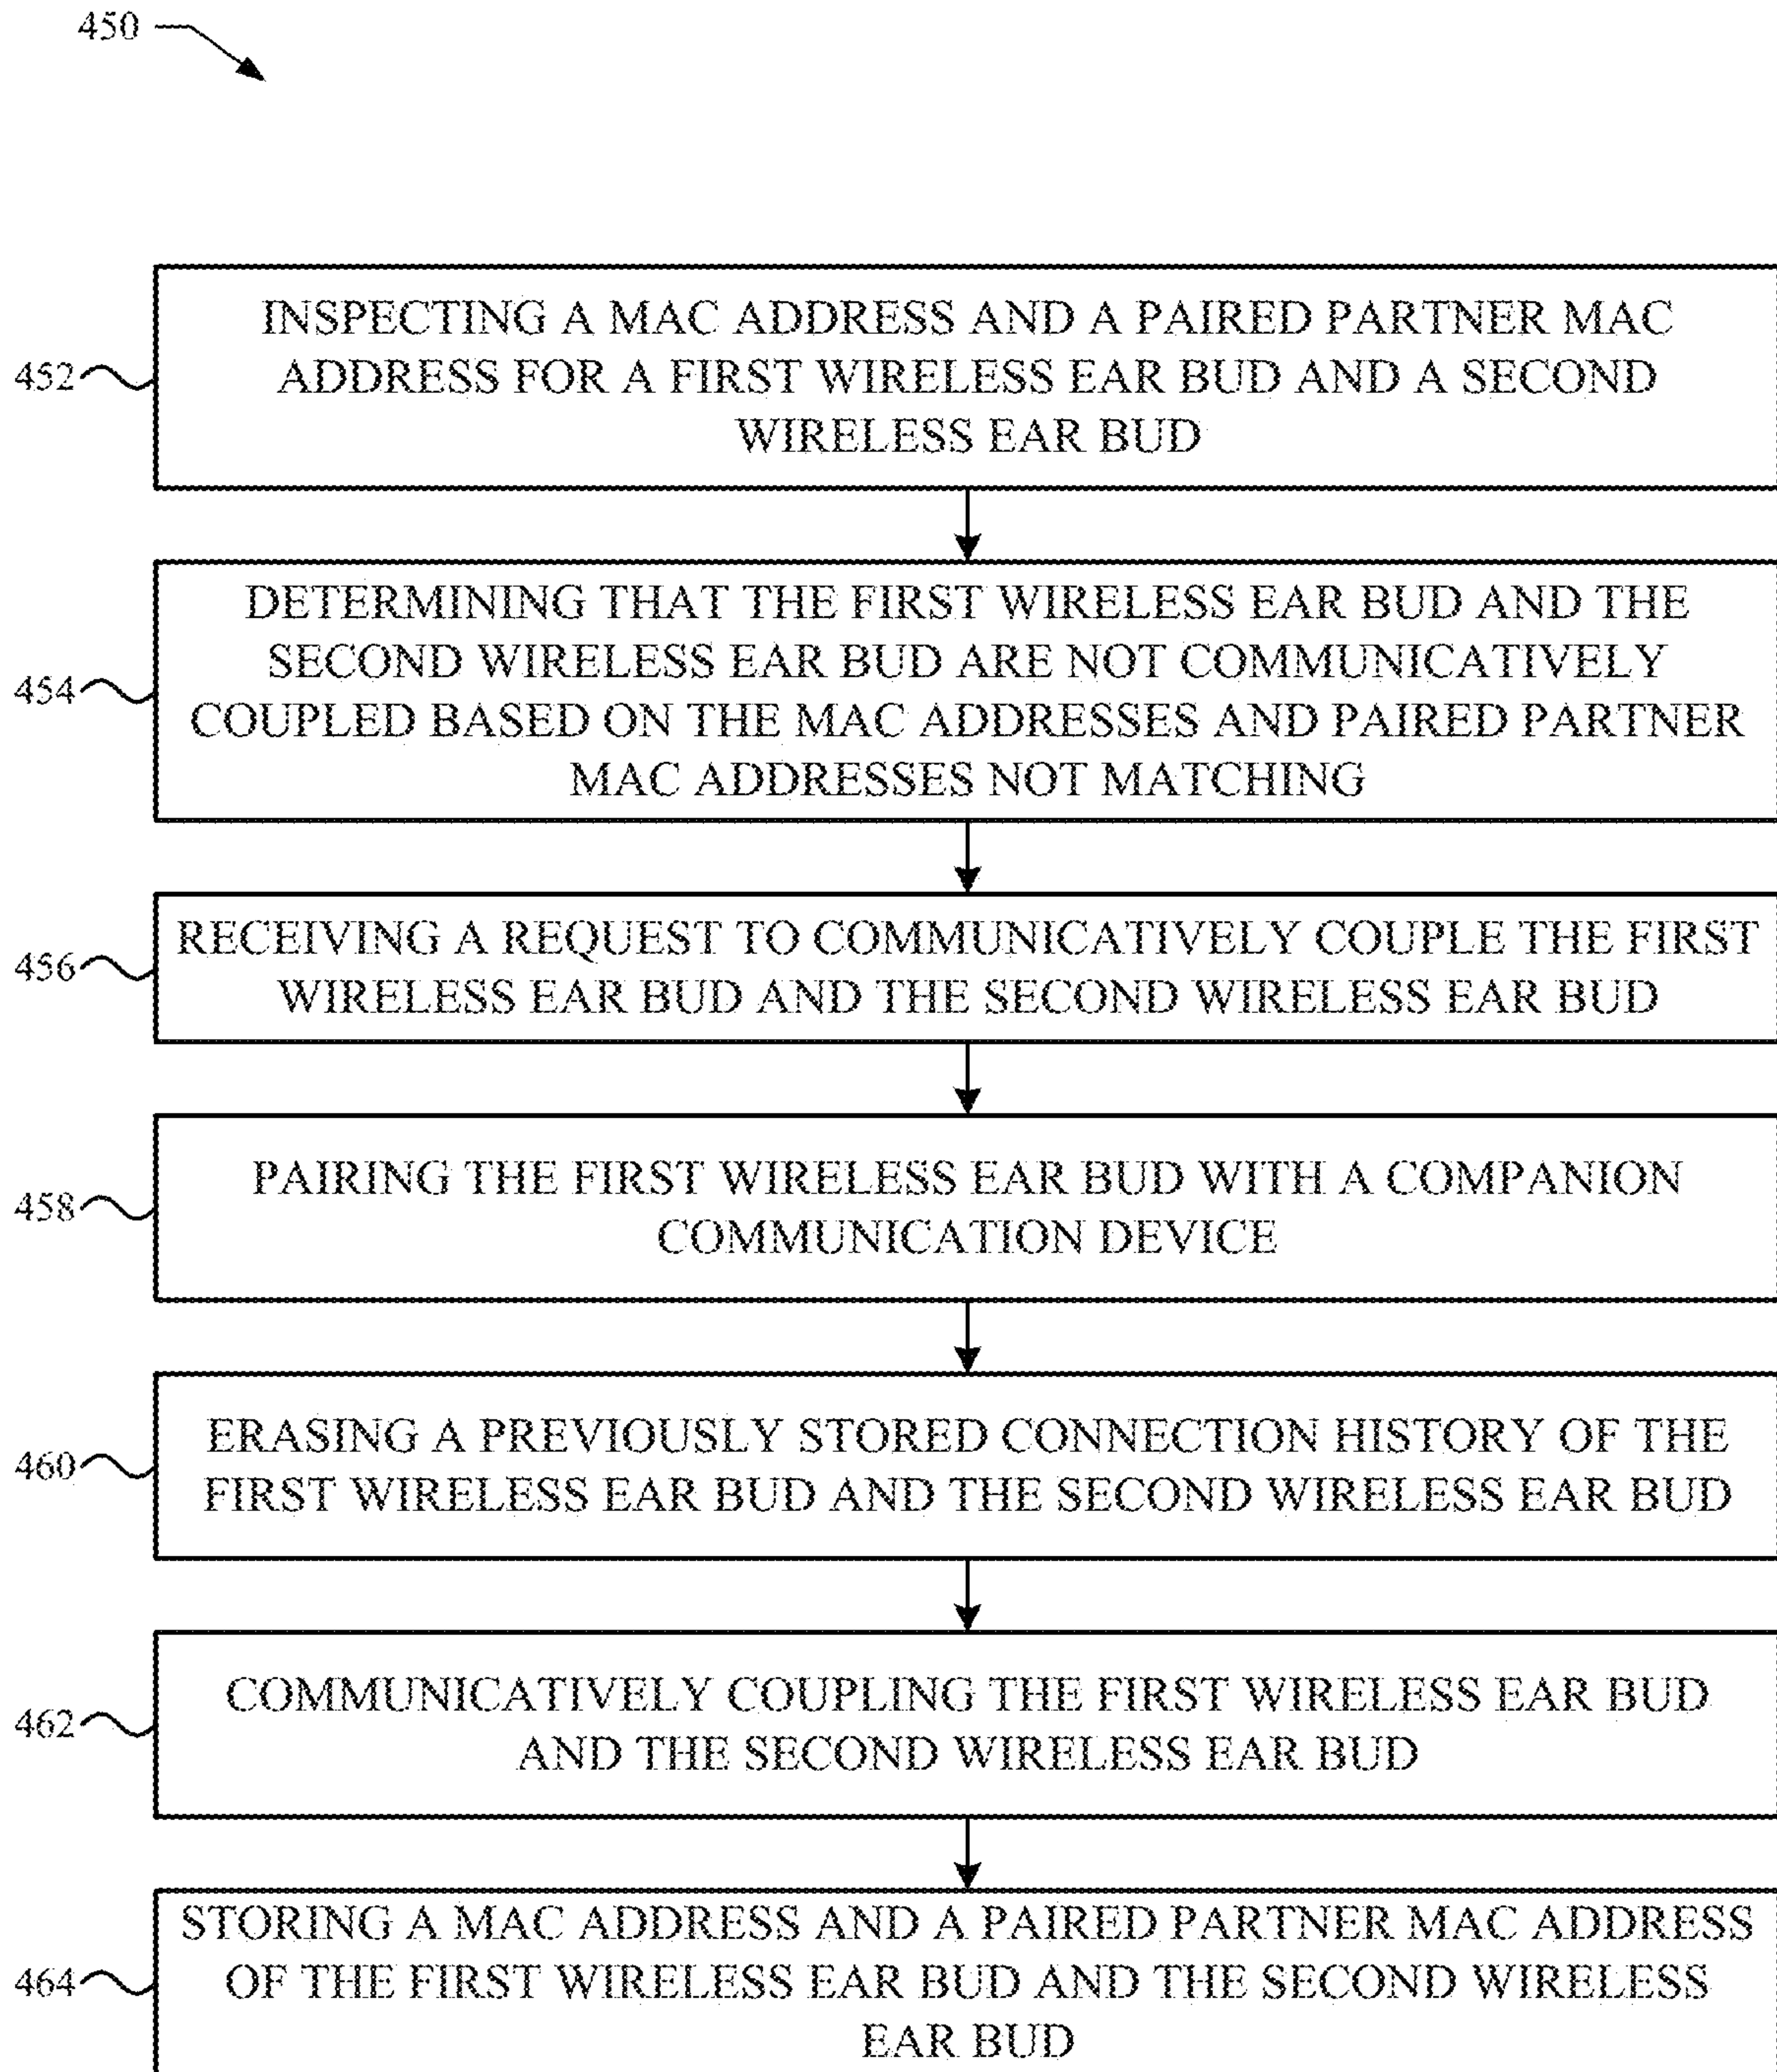 450
INSPECTING A MAC ADDRESS AND A PAIRED PARTNER MAC
ADDRESS FOR A FIRST WIRELESS EAR BUD AND A SECOND
WIRELESS EAR BUD
452
DETERMINING THAT THE FIRST WIRELESS EAR BUD AND THE
SECOND WIRELESS EAR BUD ARE NOT COMMUNICATIVELY
COUPLED BASED ON THE MAC ADDRESSES AND PAIRED PARTNER
MAC ADDRESSES NOT MATCHING
454
RECEIVING A REQUEST TO COMMUNICATIVELY COUPLE THE FIRST
WIRELESS EAR BUD AND THE SECOND WIRELESS EAR BUD
456
PAIRING THE FIRST WIRELESS EAR BUD WITH A COMPANION
COMMUNICATION DEVICE
458
ERASING A PREVIOUSLY STORED CONNECTION HISTORY OF THE
FIRST WIRELESS EAR BUD AND THE SECOND WIRELESS EAR BUD
460
COMMUNICATIVELY COUPLING THE FIRST WIRELESS EAR BUD
AND THE SECOND WIRELESS EAR BUD
462
STORING A MAC ADDRESS AND A PAIRED PARTNER MAC ADDRESS
OF THE FIRST WIRELESS EAR BUD AND THE SECOND WIRELESS
EAR BUD
464